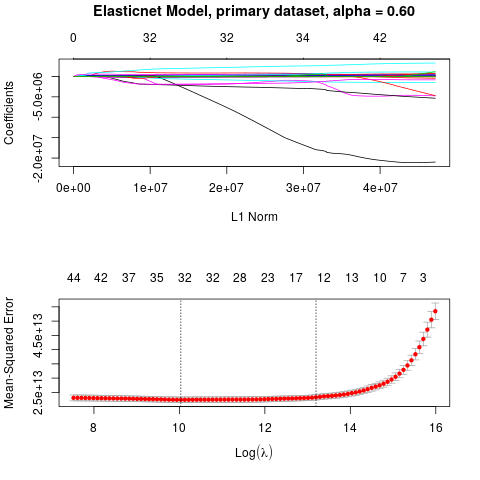 Elasticnet Model, primary dataset, alpha = 0.60
0 32 32 34 42
Coefficients
-5.0e+06
-2.0e+07
0e+00 1e+07 2e+07 3e+07 4e+07
L1 Norm
44 42 37 35 32 32 28 23 17 12 13 10 7 3
Mean-Squared Error
4.5e+13
2.5e+13
8 10 12 14 16
Log(λ)